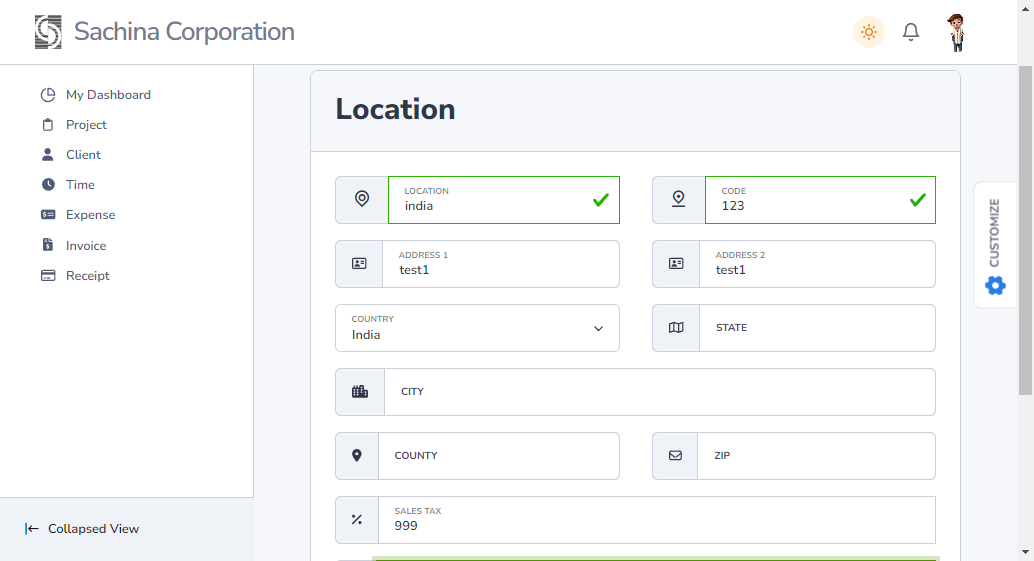 Sachina Corporation
My Dashboard
Project
Client
Time
Expense
Invoice
Receipt
Collapsed View
Location
LOCATION
india
CODE
123
ADDRESS 1
test1
ADDRESS 2
test1
COUNTRY
India
STATE
CITY
COUNTY
ZIP
SALES TAX
999
CUSTOMIZE